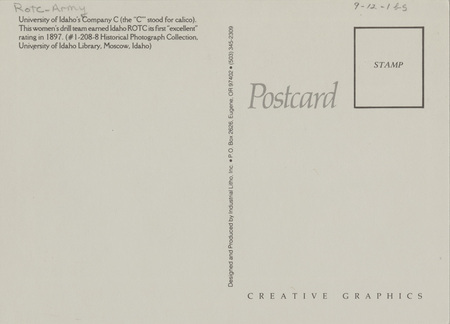 Rotc-Army
9-12-1
University of Idaho's Company C (the "C" stood for calico).
This women's drill team earned Idaho ROTC its first "excellent"
rating in 1897. (#1-208-8 Historical Photograph Collection,
University of Idaho Library, Moscow, Idaho)
Designed and Produced by Industrial Litho, Inc. • P.O. Box 2626, Eugene, OR 97402 • (503) 345-2309
STAMP
Postcard
CREATIVE GRAPHICS